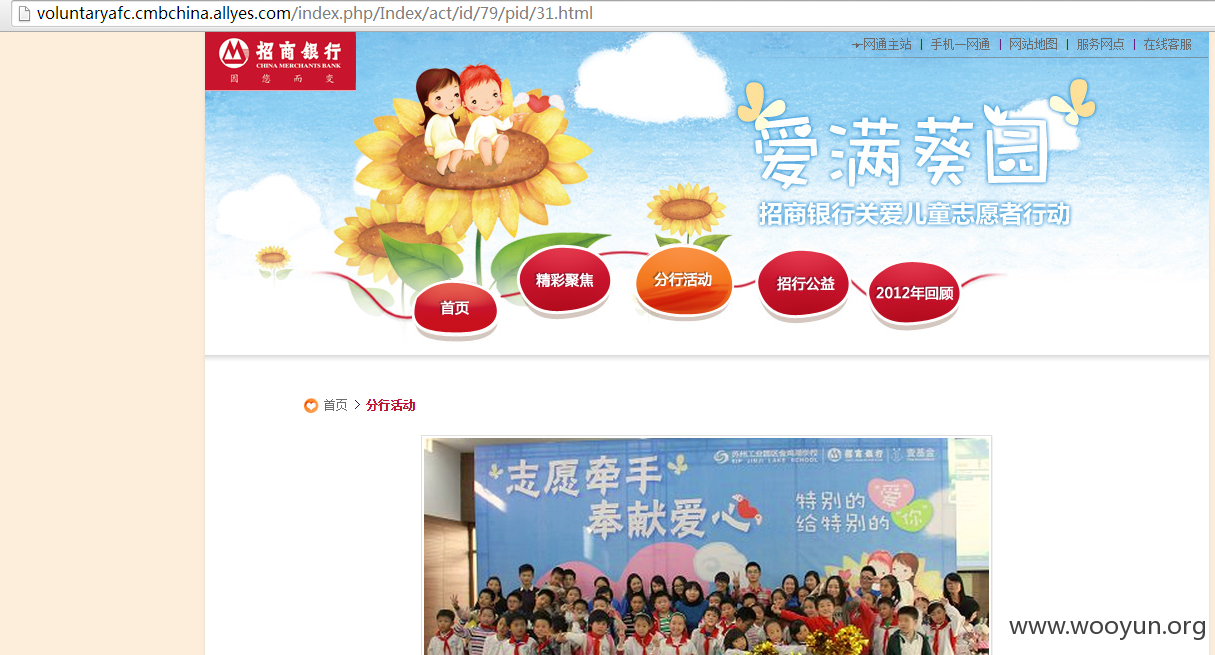 voluntaryafc.cmbchina.allyes.com/index.php/Index/act/id/79/pid/31.html
招商银行
CHINA MERCHANTS BANK
因您而变
一网通主站 | 手机一网通 | 网站地图 | 服务网点 | 在线客服
爱满葵园
招商银行关爱儿童志愿者行动
首页
精彩聚焦
分行活动
招行公益
2012年回顾
首页 > 分行活动
苏州工业园区金鸡湖学校
SIP JINJI LAKE SCHOOL
招商银行
壹基金
志愿牵手
奉献爱心
特别的“爱”
给特别的“你”
www.wooyun.org